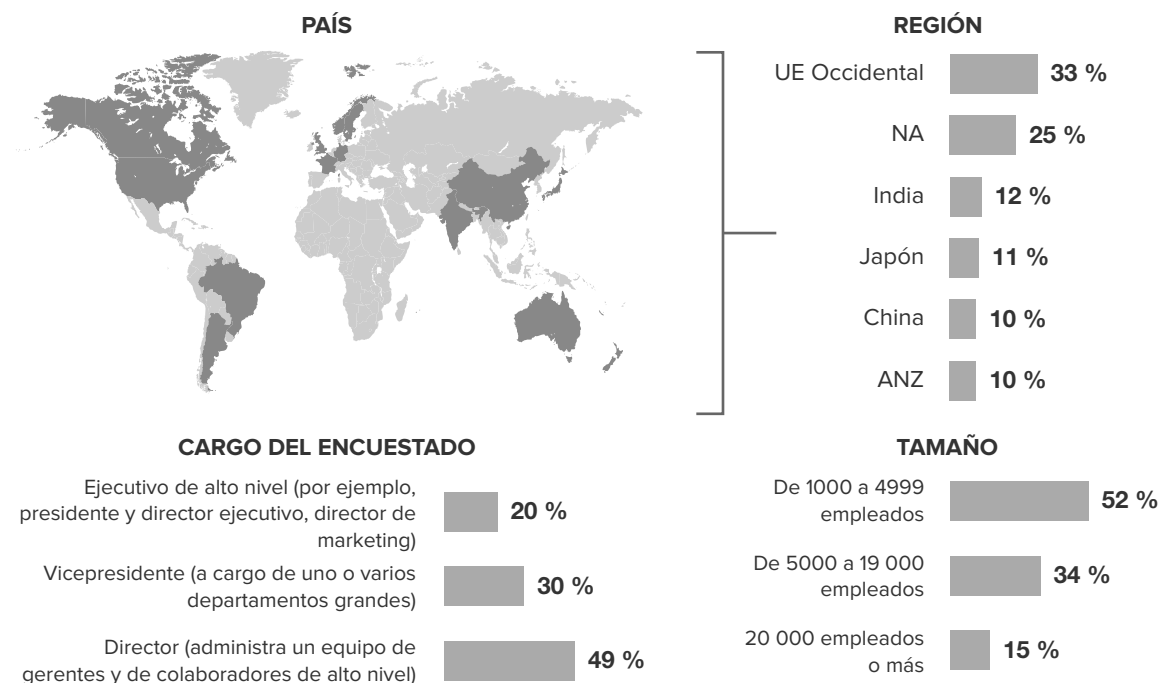 PAÍS
REGIÓN
UE Occidental
33 %
NA
25 %
India
12 %
Japón
11 %
China
10 %
ANZ
10 %
CARGO DEL ENCUESTADO
Ejecutivo de alto nivel (por ejemplo,
presidente y director ejecutivo, director de
marketing)
20 %
Vicepresidente (a cargo de uno o varios
departamentos grandes)
30 %
Director (administra un equipo de
gerentes y de colaboradores de alto nivel)
49 %
TAMAÑO
De 1000 a 4999
empleados
52 %
De 5000 a 19 000
empleados
34 %
20 000 empleados
o más
15 %